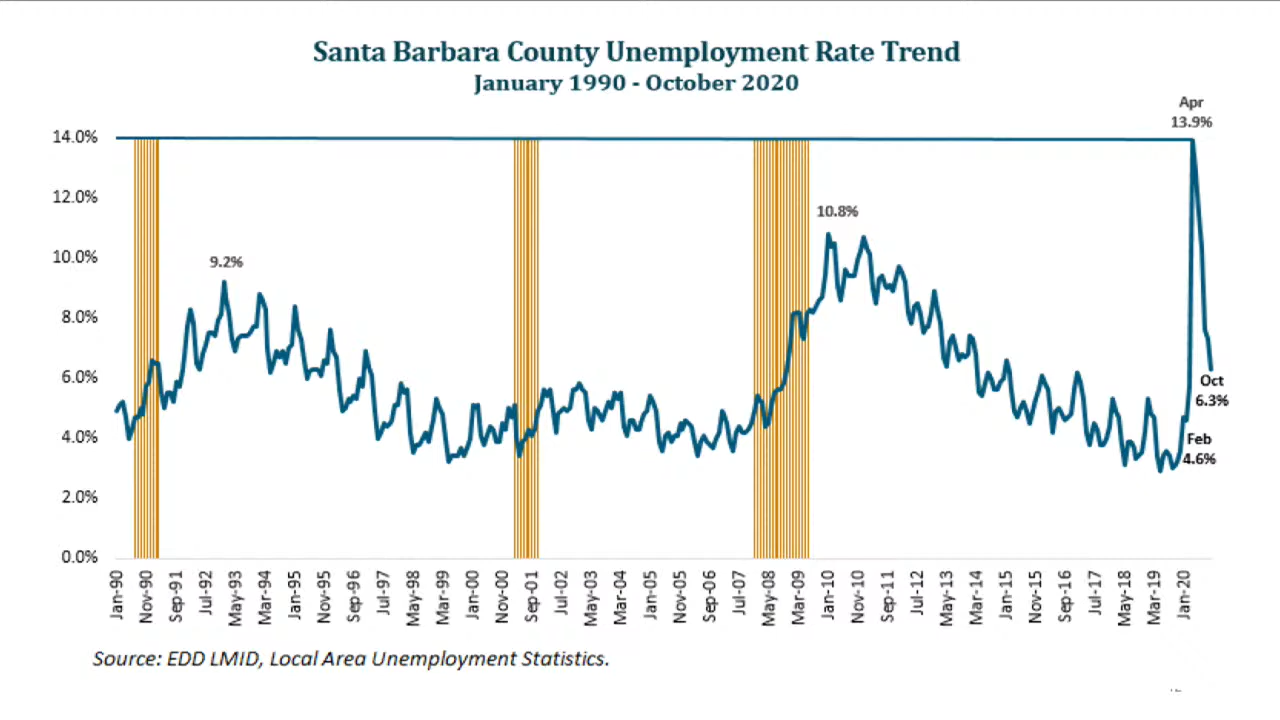 Santa Barbara County Unemployment Rate Trend
January 1990 - October 2020
Apr
13.9%
14.0%
12.0%
10.8%
10.0%
9.2%
8.0%
6.0%
Oct
6.3%
4.0%
Feb
4.6%
2.0%
0.0%
Jan-90
Nov-90
Sep-91
Jul-92
May-93
Mar-94
Jan-95
Nov-95
Sep-96
Jul-97
May-98
Mar-99
Jan-00
Nov-00
Sep-01
Jul-02
May-03
Mar-04
Jan-05
Nov-05
Sep-06
Jul-07
May-08
Mar-09
Jan-10
Nov-10
Sep-11
Jul-12
May-13
Mar-14
Jan-15
Nov-15
Sep-16
Jul-17
May-18
Mar-19
Jan-20
Source: EDD LMID, Local Area Unemployment Statistics.